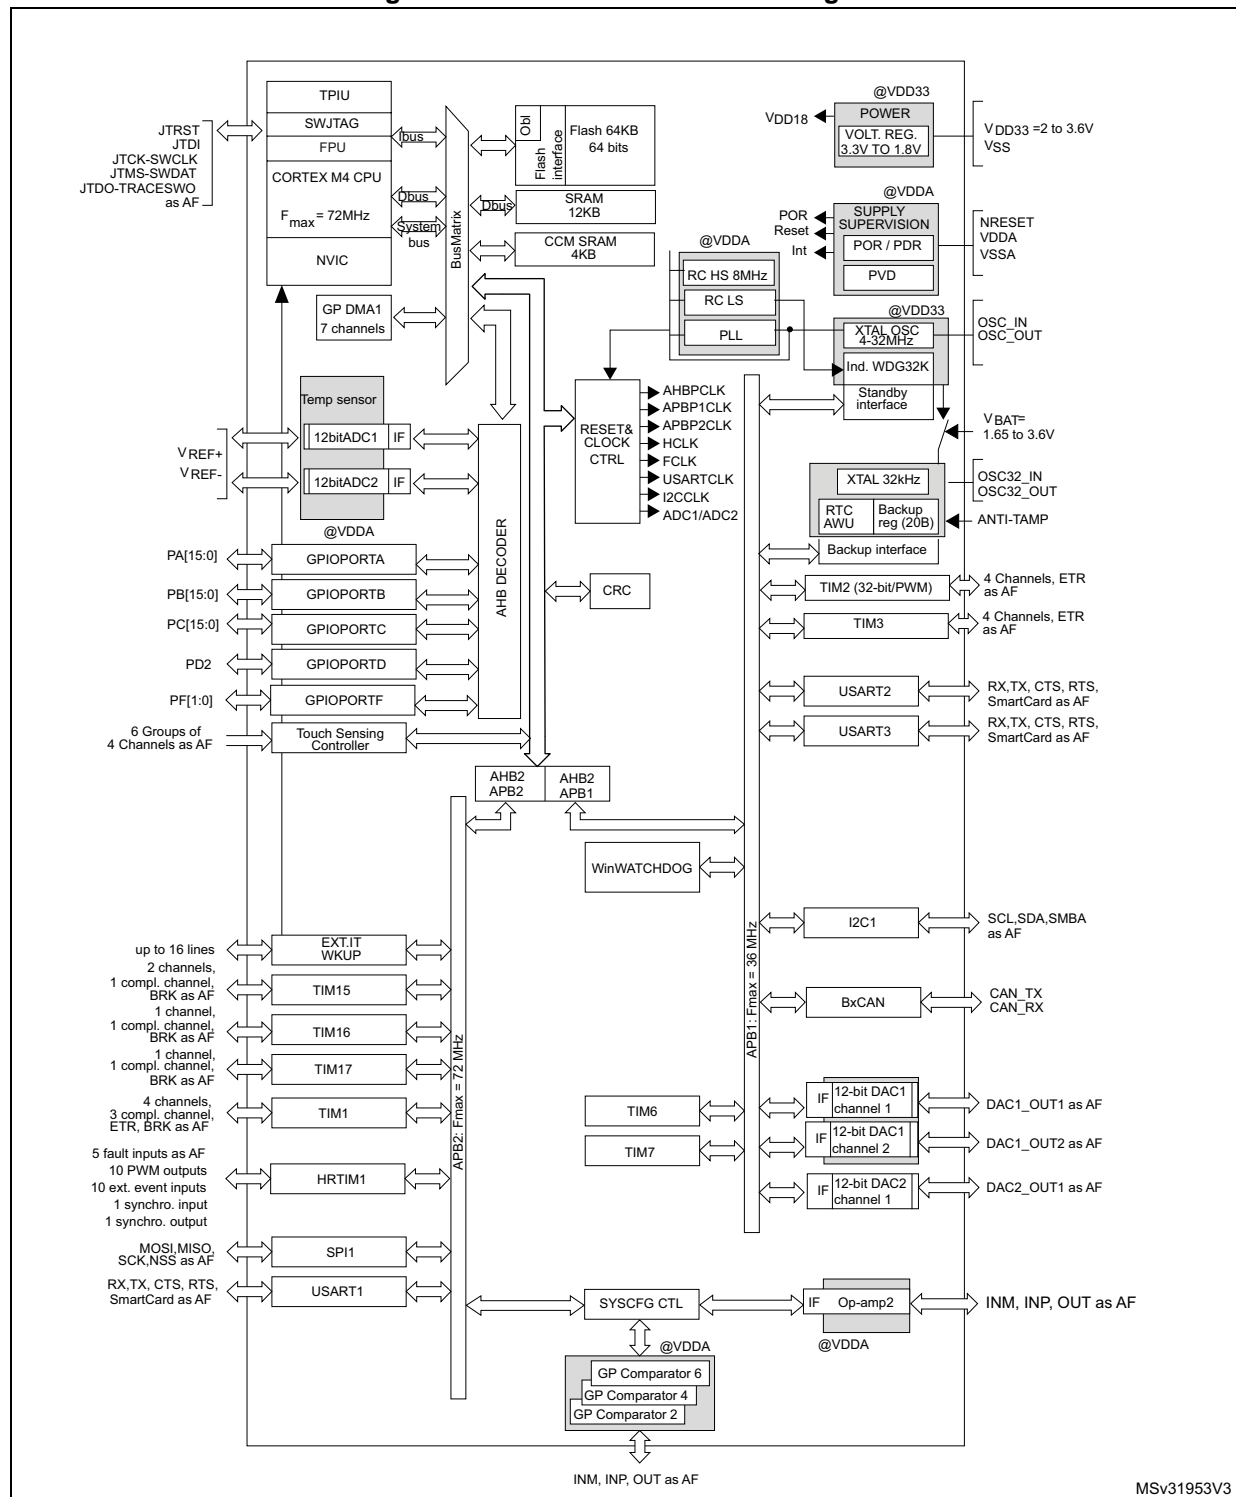 TPIU
SWJTAG
FPU
CORTEX M4 CPU
Fmax = 72MHz
NVIC
JTRST
JTDI
JTCK-SWCLK
JTMS-SWDAT
JTDO-TRACESWO
as AF
Ibus
Dbus
System
bus
BusMatrix
GP DMA1
7 channels
Obl
Flash
interface
Flash 64KB
64 bits
Dbus
SRAM
12KB
CCM SRAM
4KB
@VDD33
POWER
VOLT. REG.
3.3V TO 1.8V
VDD18
VDD33 =2 to 3.6V
VSS
@VDDA
SUPPLY
SUPERVISION
POR / PDR
PVD
POR
Reset
Int
NRESET
VDDA
VSSA
@VDDA
RC HS 8MHz
RC LS
PLL
@VDD33
XTAL OSC
4-32MHz
Ind. WDG32K
Standby
interface
OSC_IN
OSC_OUT
VBAT=
1.65 to 3.6V
XTAL 32kHz
RTC
AWU
Backup
reg (20B)
Backup interface
OSC32_IN
OSC32_OUT
ANTI-TAMP
RESET&
CLOCK
CTRL
AHBPCLK
APBP1CLK
APBP2CLK
HCLK
FCLK
USARTCLK
I2CCLK
ADC1/ADC2
Temp sensor
12bitADC1
IF
12bitADC2
IF
@VDDA
VREF+
VREF-
AHB DECODER
PA[15:0]
GPIOPORTA
PB[15:0]
GPIOPORTB
PC[15:0]
GPIOPORTC
PD2
GPIOPORTD
PF[1:0]
GPIOPORTF
6 Groups of
4 Channels as AF
Touch Sensing
Controller
CRC
AHB2
APB2
AHB2
APB1
TIM2 (32-bit/PWM)
4 Channels, ETR
as AF
TIM3
4 Channels, ETR
as AF
USART2
RX,TX, CTS, RTS,
SmartCard as AF
USART3
RX,TX, CTS, RTS,
SmartCard as AF
WinWATCHDOG
APB1: Fmax = 36 MHz
I2C1
SCL,SDA,SMBA
as AF
BxCAN
CAN_TX
CAN_RX
up to 16 lines
EXT.IT
WKUP
2 channels,
1 compl. channel,
BRK as AF
TIM15
1 channel,
1 compl. channel,
BRK as AF
TIM16
1 channel,
1 compl. channel,
BRK as AF
TIM17
4 channels,
3 compl. channel,
ETR, BRK as AF
TIM1
5 fault inputs as AF
10 PWM outputs
10 ext. event inputs
1 synchro. input
1 synchro. output
HRTIM1
MOSI,MISO,
SCK,NSS as AF
SPI1
RX,TX, CTS, RTS,
SmartCard as AF
USART1
APB2: Fmax = 72 MHz
TIM6
TIM7
IF
12-bit DAC1
channel 1
DAC1_OUT1 as AF
IF
12-bit DAC1
channel 2
DAC1_OUT2 as AF
IF
12-bit DAC2
channel 1
DAC2_OUT1 as AF
SYSCFG CTL
IF
Op-amp2
@VDDA
INM, INP, OUT as AF
@VDDA
GP Comparator 6
GP Comparator 4
GP Comparator 2
INM, INP, OUT as AF
MSv31953V3